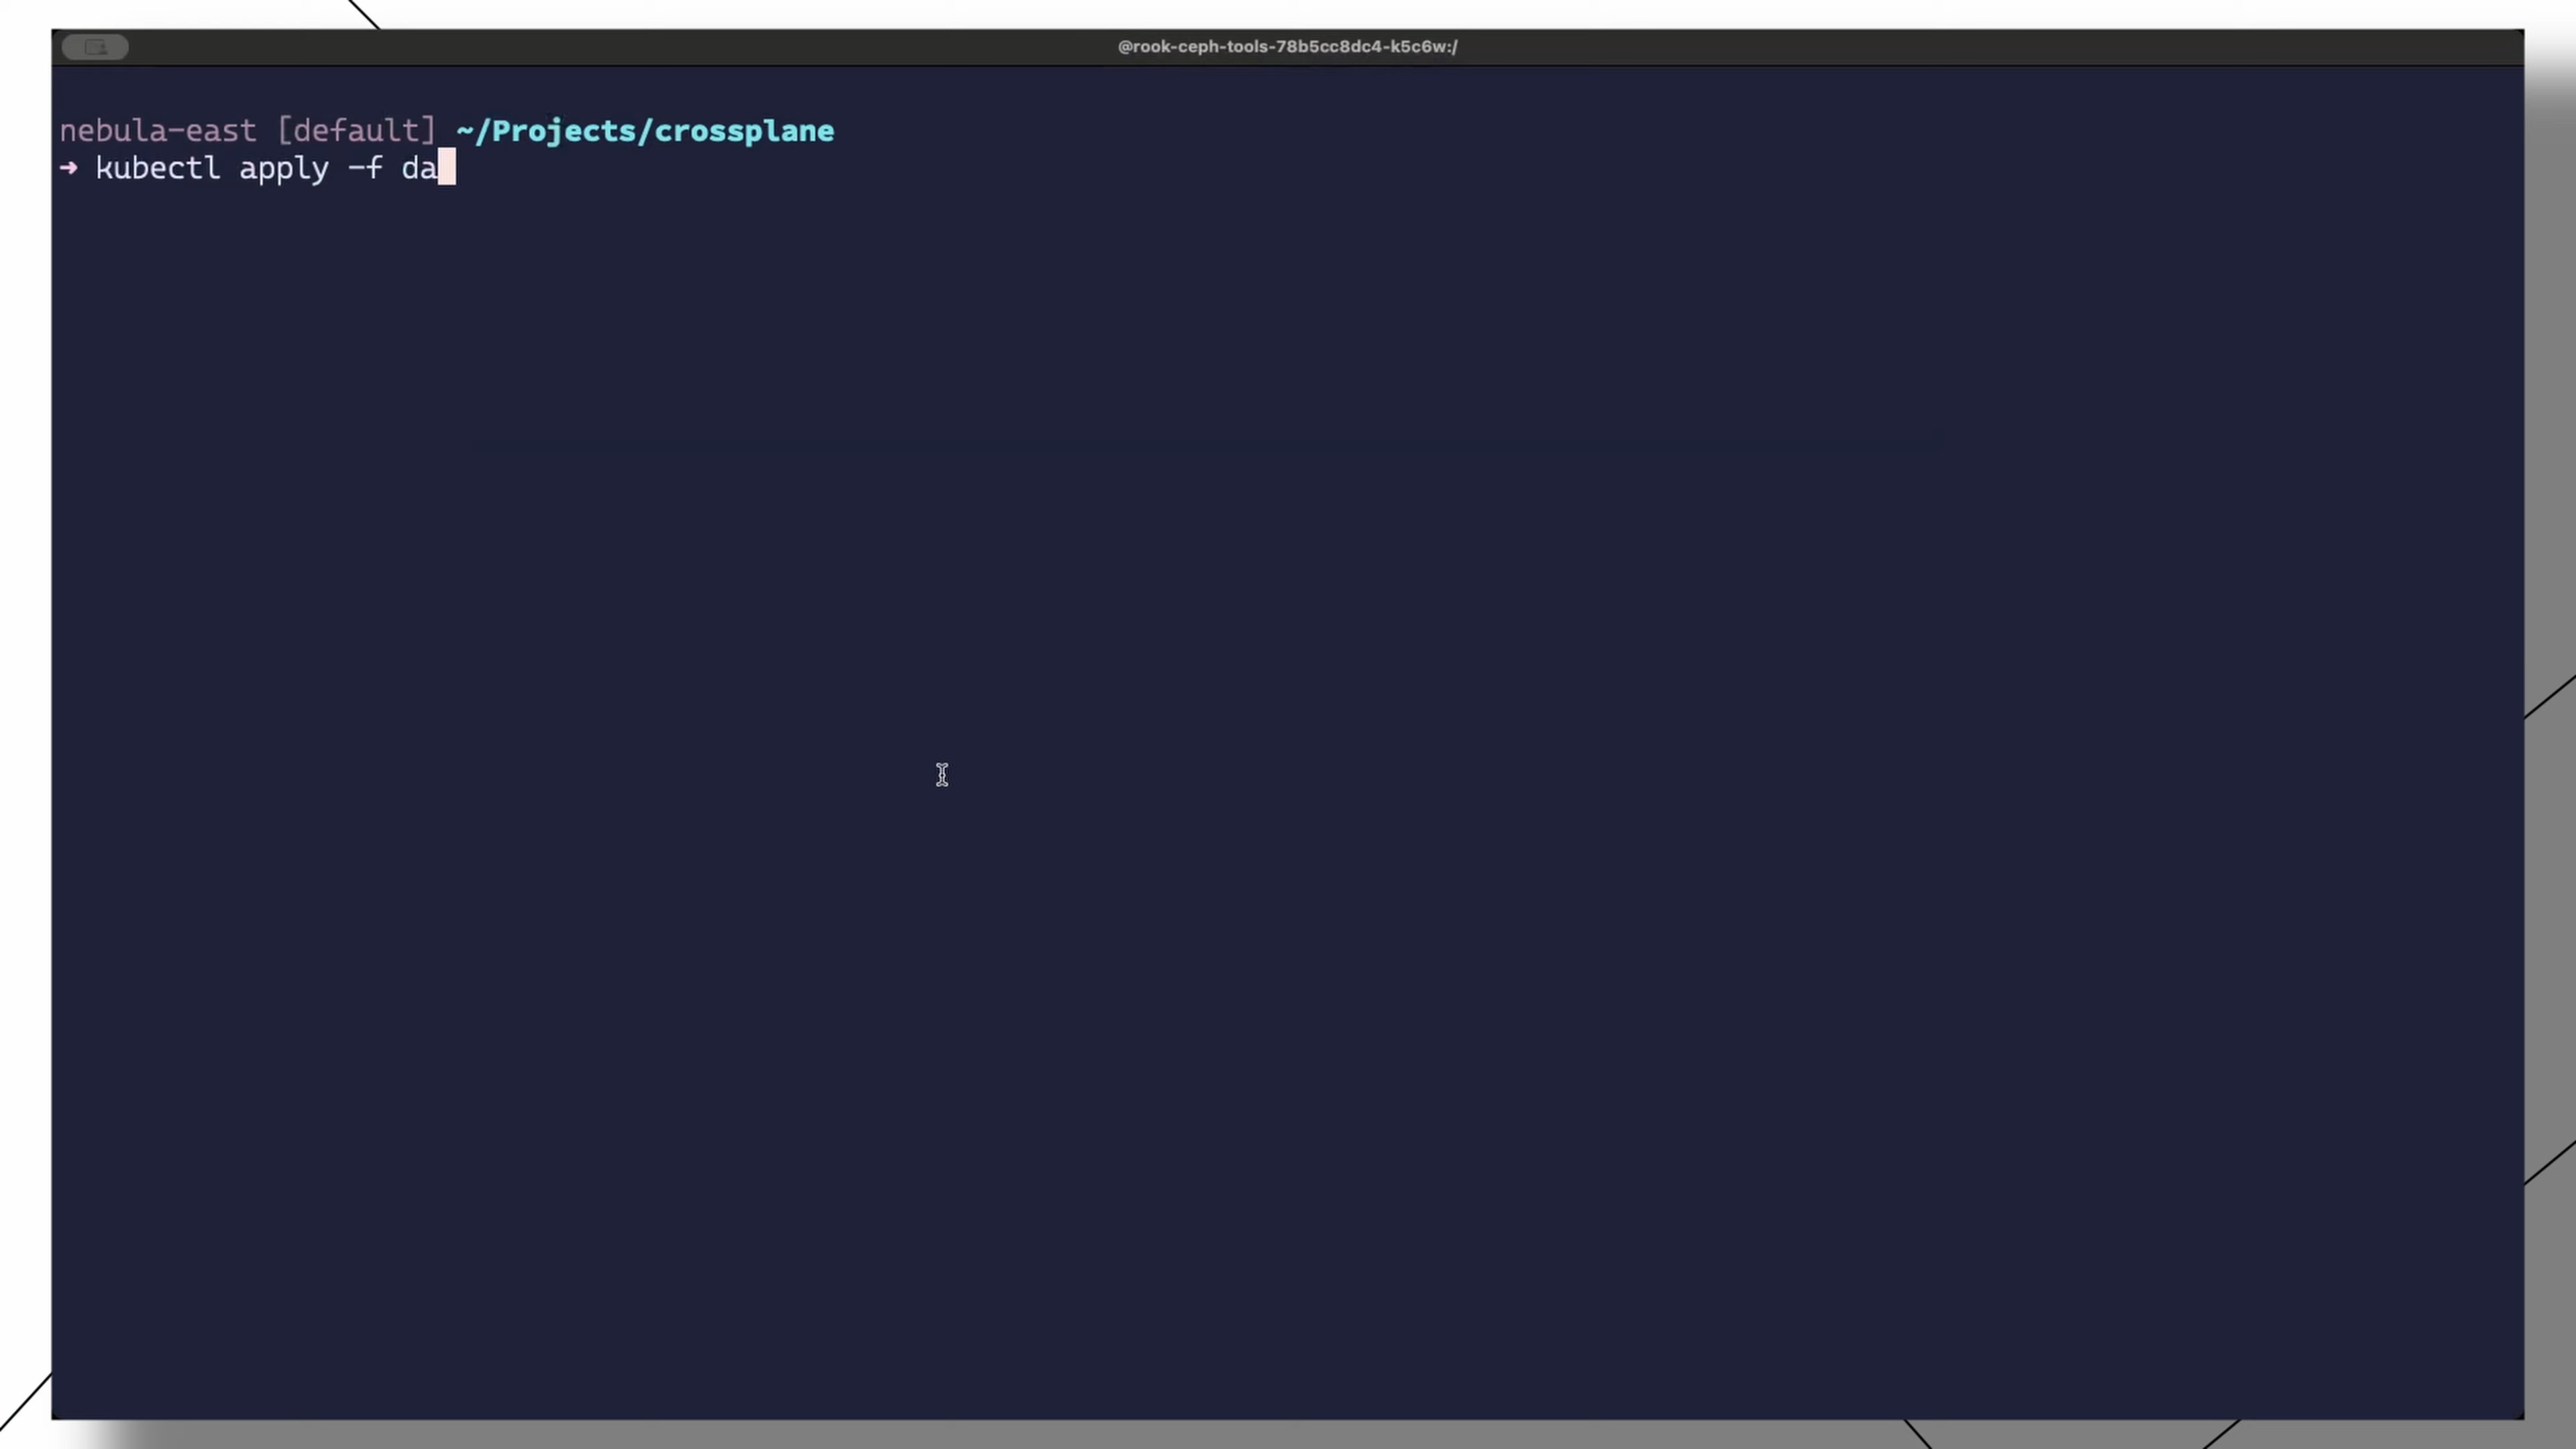 @rook-ceph-tools-78b5cc8dc4-k5c6w:/
nebula-east [default] ~/Projects/crossplane
➜ kubectl apply -f da